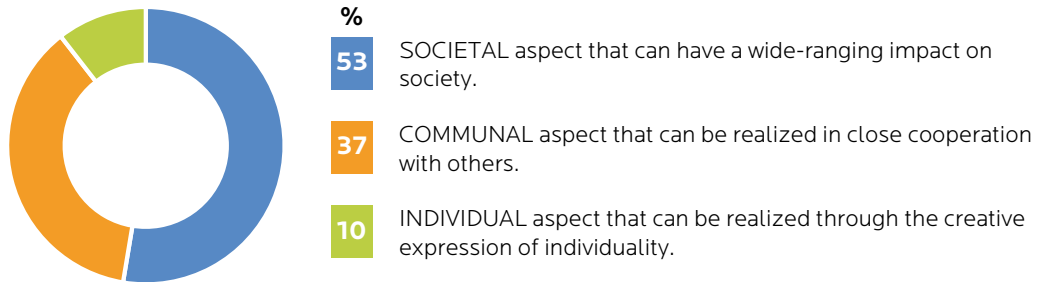 %
53
SOCIETAL aspect that can have a wide-ranging impact on
society.
37
COMMUNAL aspect that can be realized in close cooperation
with others.
10
INDIVIDUAL aspect that can be realized through the creative
expression of individuality.